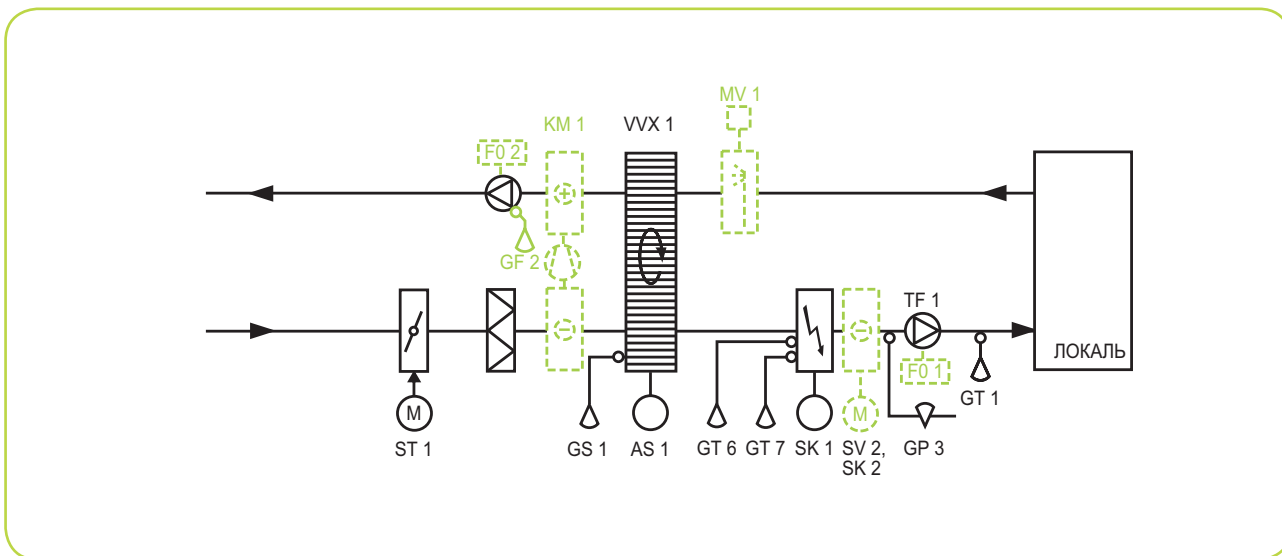 MV 1
KM 1
VVX 1
F0 2
GF 2
TF 1
ЛОКАЛЬ
F0 1
GT 1
M
M
ST 1
GS 1
AS 1
GT 6
GT 7
SK 1
SV 2,
SK 2
GP 3